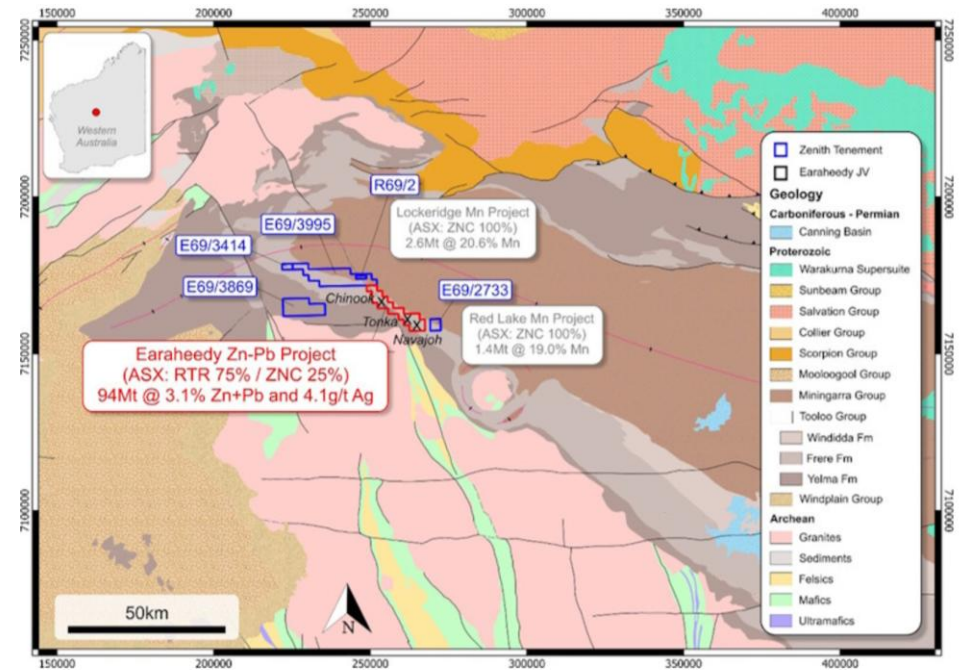 150000
200000
250000
300000
350000
400000
7250000
7250000
Western
Australia
Zenith Tenement
Earaheedy JV
Geology
Carboniferous - Permian
Canning Basin
Proterozoic
Warakurna Supersuite
Sunbeam Group
Salvation Group
Collier Group
Scorpion Group
Mooloogool Group
Miningarra Group
Tooloo Group
Windidda Fm
Frere Fm
Yelma Fm
Windplain Group
Archean
Granites
Sediments
Felsics
Mafics
Ultramafics
7200000
7200000
R69/2
Lockeridge Mn Project
(ASX: ZNC 100%)
2.6Mt @ 20.6% Mn
E69/3995
E69/3414
E69/3869
E69/2733
Chinook
Tonka
Navajoh
Red Lake Mn Project
(ASX: ZNC 100%)
1.4Mt @ 19.0% Mn
7150000
7150000
Earaheedy Zn-Pb Project
(ASX: RTR 75% / ZNC 25%)
94Mt @ 3.1% Zn+Pb and 4.1g/t Ag
7100000
7100000
50km
N
150000
200000
250000
300000
350000
400000